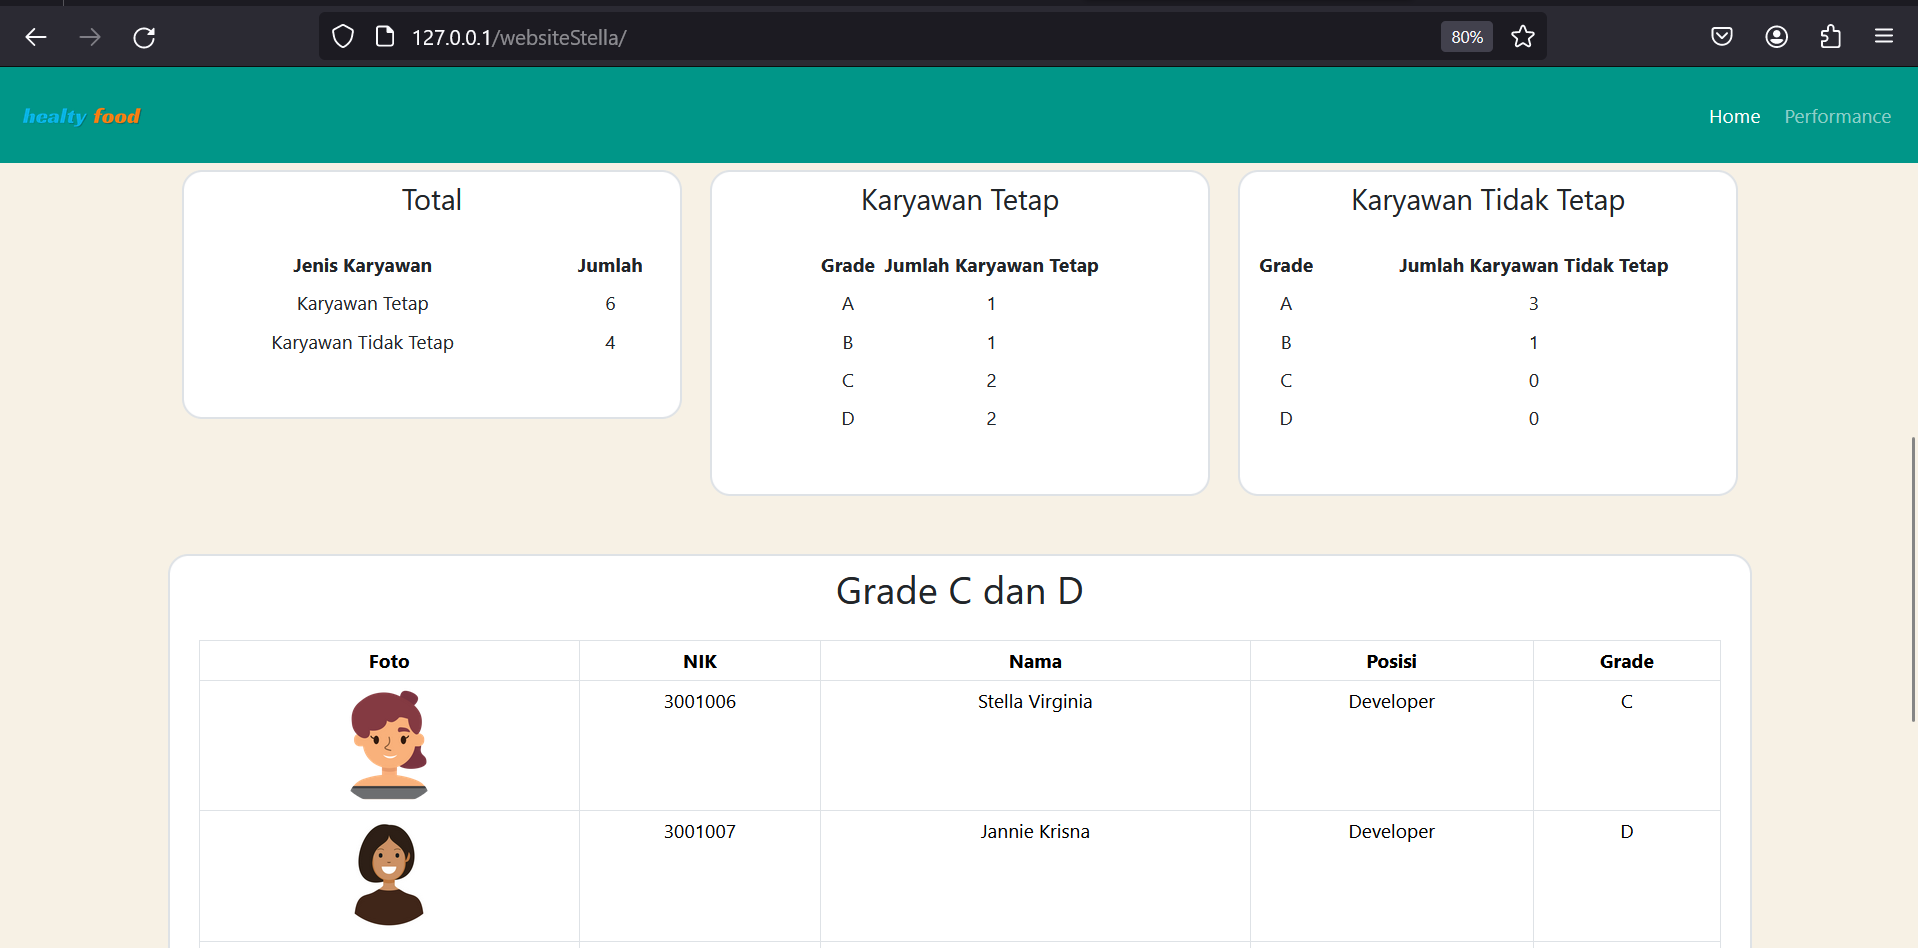 127.0.0.1/websiteStella/
80%
healty food
Home Performance
Total
Jenis Karyawan Jumlah
Karyawan Tetap 6
Karyawan Tidak Tetap 4
Karyawan Tetap
Grade Jumlah Karyawan Tetap
A 1
B 1
C 2
D 2
Karyawan Tidak Tetap
Grade Jumlah Karyawan Tidak Tetap
A 3
B 1
C 0
D 0
Grade C dan D
Foto NIK Nama Posisi Grade
3001006 Stella Virginia Developer C
3001007 Jannie Krisna Developer D